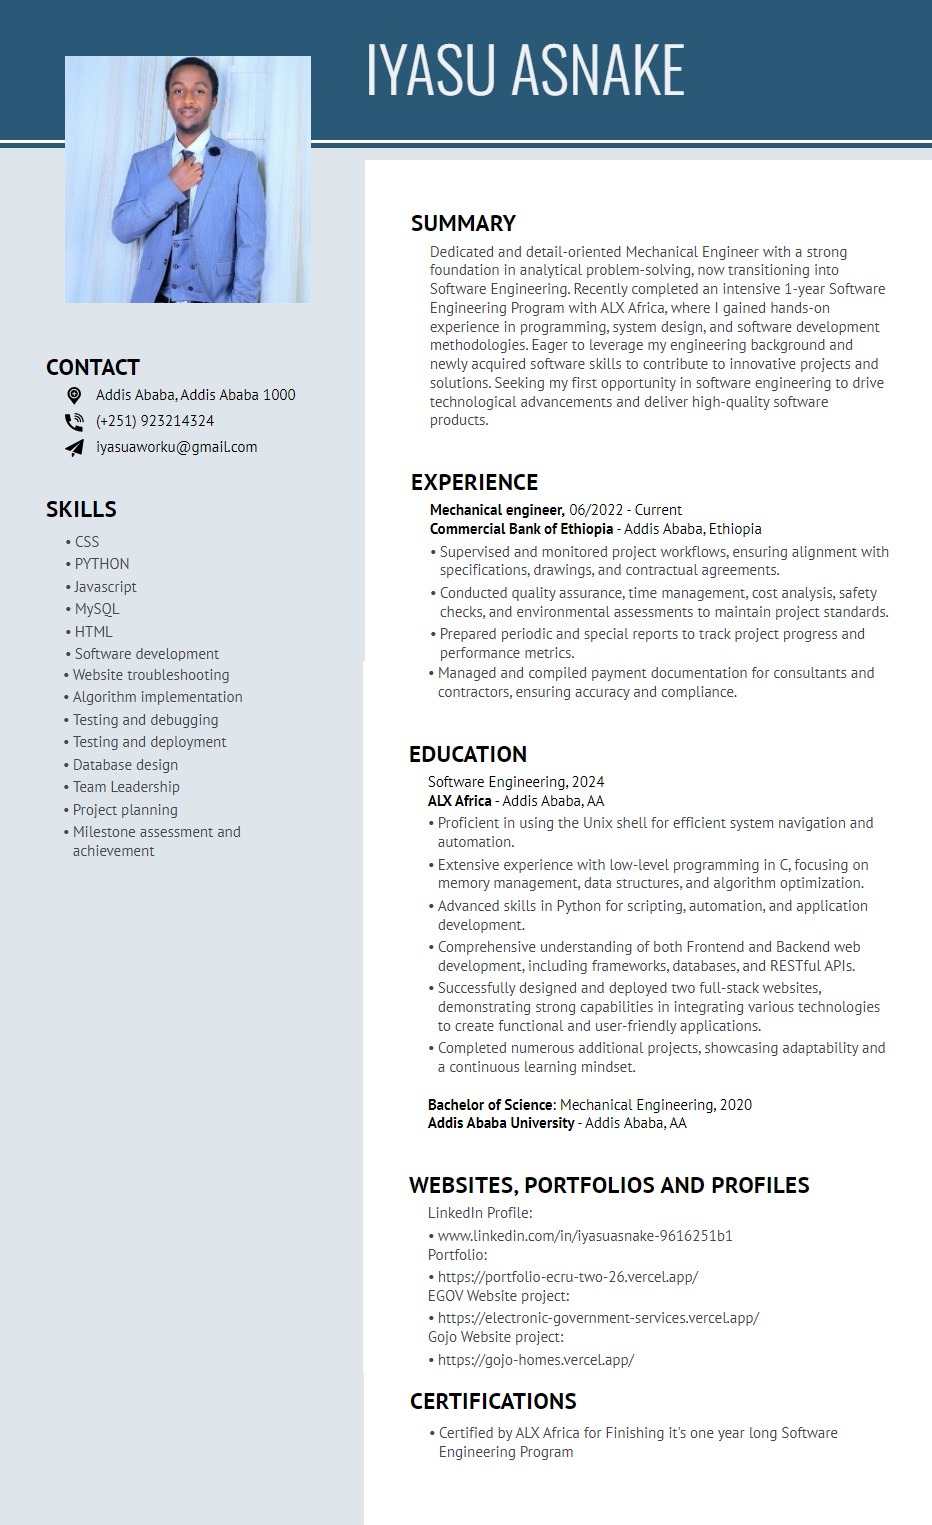 IYASU ASNAKE
CONTACT
Addis Ababa, Addis Ababa 1000
(+251) 923214324
iyasuaworku@gmail.com
SKILLS
• CSS
• PYTHON
• Javascript
• MySQL
• HTML
• Software development
• Website troubleshooting
• Algorithm implementation
• Testing and debugging
• Testing and deployment
• Database design
• Team Leadership
• Project planning
• Milestone assessment and
achievement
SUMMARY
Dedicated and detail-oriented Mechanical Engineer with a strong
foundation in analytical problem-solving, now transitioning into
Software Engineering. Recently completed an intensive 1-year Software
Engineering Program with ALX Africa, where I gained hands-on
experience in programming, system design, and software development
methodologies. Eager to leverage my engineering background and
newly acquired software skills to contribute to innovative projects and
solutions. Seeking my first opportunity in software engineering to drive
technological advancements and deliver high-quality software
products.
EXPERIENCE
Mechanical engineer, 06/2022 - Current
Commercial Bank of Ethiopia - Addis Ababa, Ethiopia
• Supervised and monitored project workflows, ensuring alignment with
specifications, drawings, and contractual agreements.
• Conducted quality assurance, time management, cost analysis, safety
checks, and environmental assessments to maintain project standards.
• Prepared periodic and special reports to track project progress and
performance metrics.
• Managed and compiled payment documentation for consultants and
contractors, ensuring accuracy and compliance.
EDUCATION
Software Engineering, 2024
ALX Africa - Addis Ababa, AA
• Proficient in using the Unix shell for efficient system navigation and
automation.
• Extensive experience with low-level programming in C, focusing on
memory management, data structures, and algorithm optimization.
• Advanced skills in Python for scripting, automation, and application
development.
• Comprehensive understanding of both Frontend and Backend web
development, including frameworks, databases, and RESTful APIs.
• Successfully designed and deployed two full-stack websites,
demonstrating strong capabilities in integrating various technologies
to create functional and user-friendly applications.
• Completed numerous additional projects, showcasing adaptability and
a continuous learning mindset.
Bachelor of Science: Mechanical Engineering, 2020
Addis Ababa University - Addis Ababa, AA
WEBSITES, PORTFOLIOS AND PROFILES
LinkedIn Profile:
• www.linkedin.com/in/iyasuasnake-9616251b1
Portfolio:
• https://portfolio-ecru-two-26.vercel.app/
EGOV Website project:
• https://electronic-government-services.vercel.app/
Gojo Website project:
• https://gojo-homes.vercel.app/
CERTIFICATIONS
• Certified by ALX Africa for Finishing it's one year long Software
Engineering Program